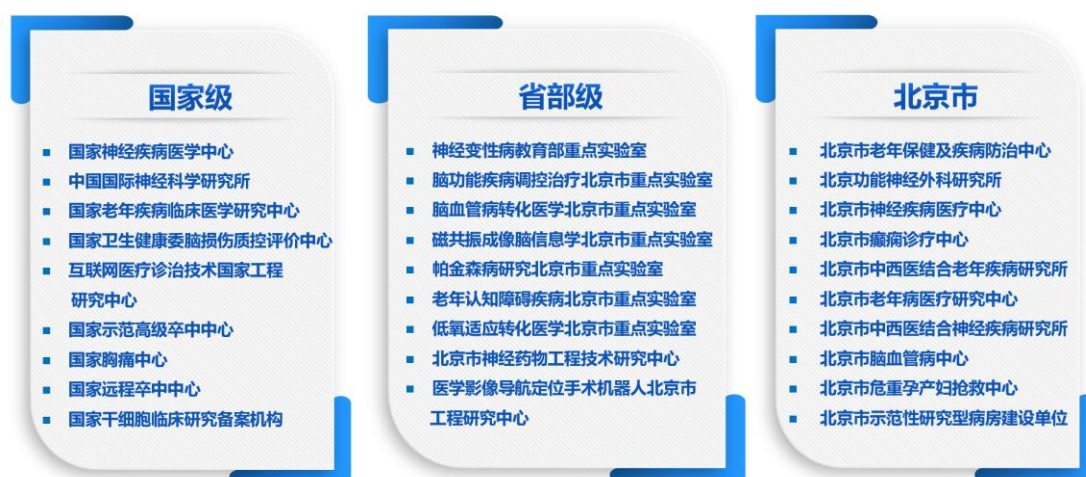 国家级
国家神经疾病医学中心
中国国际神经科学研究所
国家老年疾病临床医学研究中心
国家卫生健康委脑损伤质控评价中心
互联网医疗诊治技术国家工程
研究中心
国家示范高级卒中中心
国家胸痛中心
国家远程卒中中心
国家干细胞临床研究备案机构
省部级
神经变性病教育部重点实验室
脑功能疾病调控治疗北京市重点实验室
脑血管病转化医学北京市重点实验室
磁共振成像脑信息学北京市重点实验室
帕金森病研究北京市重点实验室
老年认知障碍疾病北京市重点实验室
低氧适应转化医学北京市重点实验室
北京市神经药物工程技术研究中心
医学影像导航定位手术机器人北京市
工程研究中心
北京市
北京市老年保健及疾病防治中心
北京功能神经外科研究所
北京市神经疾病医疗中心
北京市癫痫诊疗中心
北京市中西医结合老年疾病研究所
北京市老年病医疗研究中心
北京市中西医结合神经疾病研究所
北京市脑血管病中心
北京市危重孕产妇抢救中心
北京市示范性研究型病房建设单位